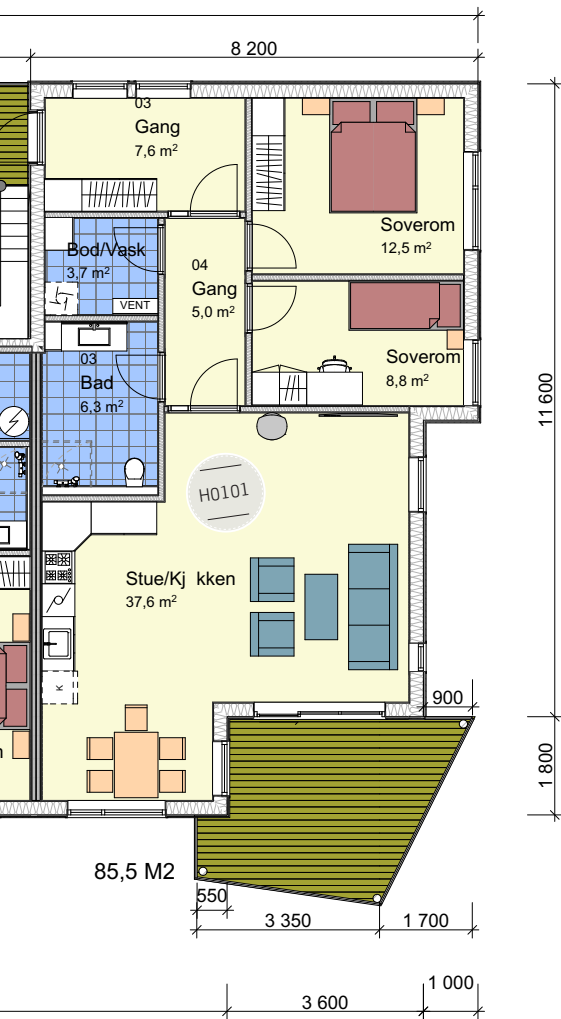 8 200
03
Gang
7,6 m²
Soverom
12,5 m²
Bod/Vask
3,7 m²
VENT
04
Gang
5,0 m²
03
Bad
6,3 m²
Soverom
8,8 m²
11600
H0101
Stue/Kj kken
37,6 m²
K
900
1 800
85,5 M2
550
3 350
1 700
1 000
3 600